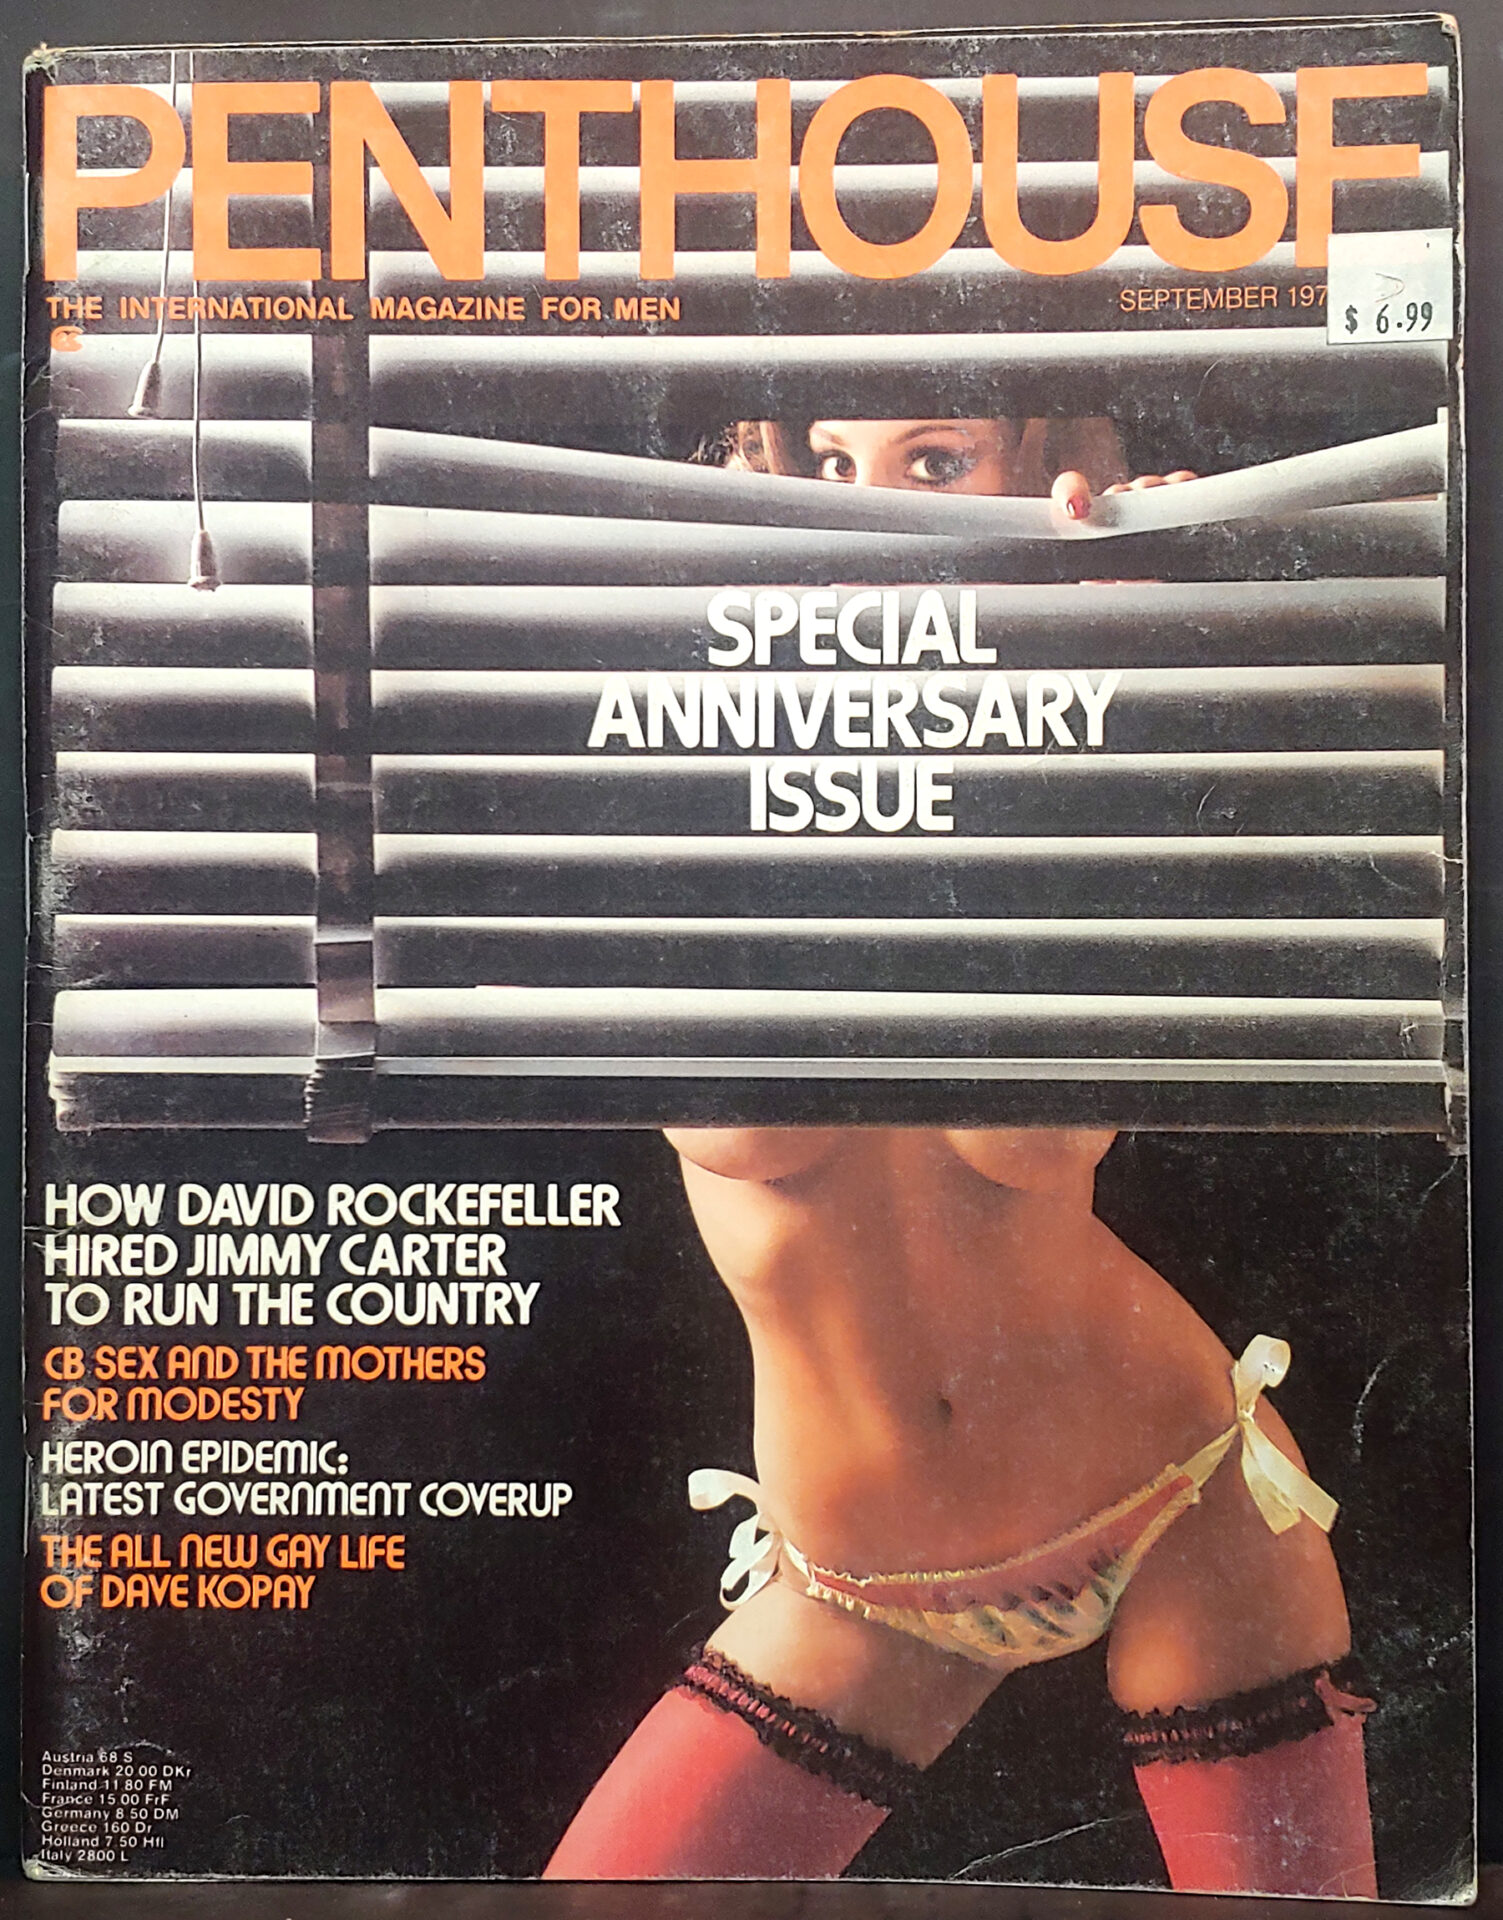 PENTHOUSE
THE INTERNATIONAL MAGAZINE FOR MEN
SEPTEMBER 197
$ 6.99
SPECIAL
ANNIVERSARY
ISSUE
HOW DAVID ROCKEFELLER
HIRED JIMMY CARTER
TO RUN THE COUNTRY
CB SEX AND THE MOTHERS
FOR MODESTY
HEROIN EPIDEMIC:
LATEST GOVERNMENT COVERUP
THE ALL NEW GAY LIFE
OF DAVE KOPAY
Austria 68 S
Denmark 20 00 DKr
Finland 11 80 FM
France 15 00 FrF
Germany 8 50 DM
Greece 160 Dr
Holland 7 50 Hfl
Italy 2800 L